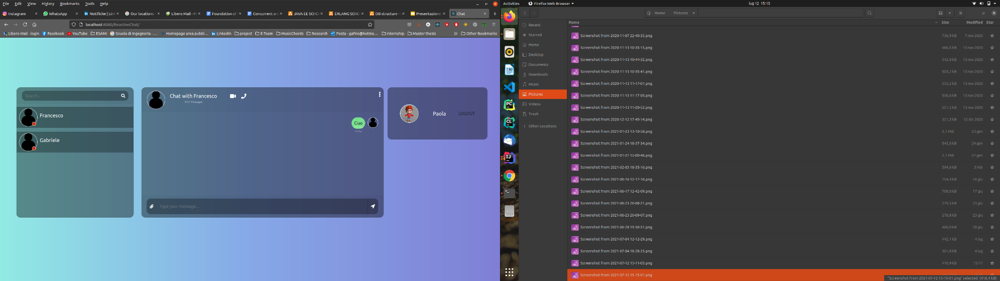 File Edit View History Bookmarks Tools Help
Instagram
WhatsApp
Notifiche | Link
Our locations -
Libero Mail - Po
Foundation of
Concurrent and
JAVA EE SCHE
ERLANG SCHE
DB structure -
Presentazione
Chat
localhost:8080/ReactiveChat/
Libero Mail - login
Facebook
YouTube
ESAMI
Scuola di Ingegneria - ...
Homepage area pubbl...
LinkedIn
project
E-Team
MusicChords
Research
Posta - gafire@hotma...
Internship
Master thesis
Other Bookmarks
Search...
Francesco
Gabriele
Chat with Francesco
1767 Messages
Ciao
today
Type your message...
Paola
LOGOUT
Activities
Firefox Web Browser
lug 12 15:15
Home Pictures
Recent
Starred
Home
Desktop
Documents
Downloads
Music
Pictures
Videos
Trash
Other Locations
Name Size Modified Star
Screenshot from 2020-11-07 22-40-35.png 736,9 kB 7 nov 2020
Screenshot from 2020-11-13 10-35-15.png 486,5 kB 13 nov 2020
Screenshot from 2020-11-13 10-44-32.png 542,0 kB 13 nov 2020
Screenshot from 2020-11-13 10-55-41.png 503,2 kB 13 nov 2020
Screenshot from 2020-11-13 11-17-01.png 553,2 kB 13 nov 2020
Screenshot from 2020-11-13 11-17-05.png 538,6 kB 13 nov 2020
Screenshot from 2020-11-13 11-20-52.png 551,5 kB 13 nov 2020
Screenshot from 2020-12-12 17-49-14.png 321,3 kB 12 dic 2020
Screenshot from 2021-01-23 13-10-58.png 2,1 MB 23 gen
Screenshot from 2021-01-24 18-37-34.png 545,0 kB 24 gen
Screenshot from 2021-01-27 15-00-46.png 2,1 MB 27 gen
Screenshot from 2021-02-03 18-35-16.png 594,6 kB 3 feb
Screenshot from 2021-06-16 12-17-16.png 754,4 kB 16 giu
Screenshot from 2021-06-17 12-42-09.png 709,0 kB 17 giu
Screenshot from 2021-06-23 20-08-21.png 279,3 kB 23 giu
Screenshot from 2021-06-23 20-09-07.png 278,8 kB 23 giu
Screenshot from 2021-06-28 19-30-51.png 460,9 kB 28 giu
Screenshot from 2021-07-04 12-12-29.png 442,1 kB 4 lug
Screenshot from 2021-07-04 18-28-25.png 301,8 kB 4 lug
Screenshot from 2021-07-12 15-11-03.png 410,9 kB 15:11
Screenshot from 2021-07-12 15-15-01.png
"Screenshot from 2021-07-12 15-15-01.png" selected (416,4 kB)
PC
CL
IJ
SSD